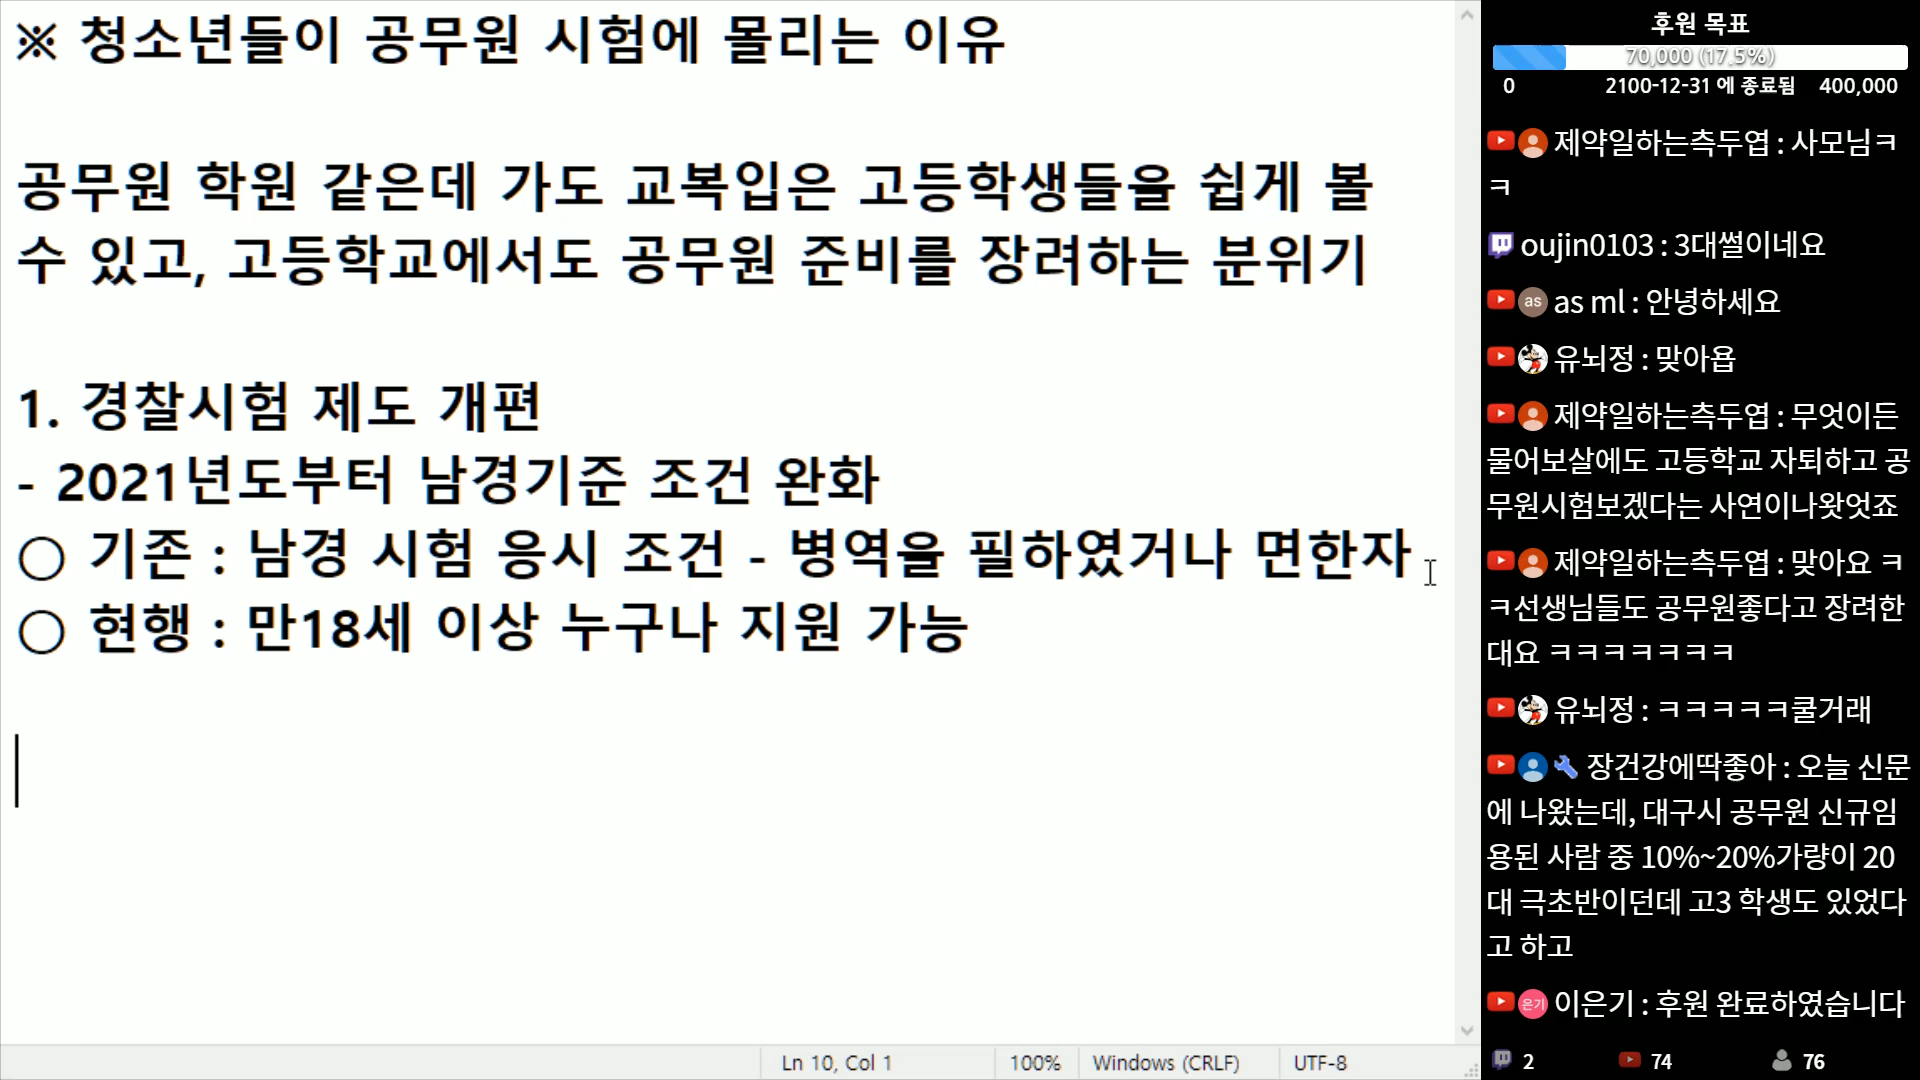 ※ 청소년들이 공무원 시험에 몰리는 이유
공무원 학원 같은데 가도 교복입은 고등학생들을 쉽게 볼
수 있고, 고등학교에서도 공무원 준비를 장려하는 분위기
1. 경찰시험 제도 개편
- 2021년도부터 남경기준 조건 완화
○ 기존 : 남경 시험 응시 조건 - 병역을 필하였거나 면한자
○ 현행 : 만18세 이상 누구나 지원 가능
Ln 10, Col 1
100%
Windows (CRLF)
UTF-8
후원 목표
70,000 (17.5%)
0 2100-12-31 에 종료됨 400,000
제약일하는측두엽 : 사모님ㅋ
ㅋ
oujin0103 : 3대썰이네요
as as ml : 안녕하세요
유뇌정 : 맞아욥
제약일하는측두엽 : 무엇이든
물어보살에도 고등학교 자퇴하고 공
무원시험보겠다는 사연이나왓엇죠
제약일하는측두엽 : 맞아요 ㅋ
ㅋ선생님들도 공무원좋다고 장려한
대요 ㅋㅋㅋㅋㅋㅋㅋ
유뇌정 : ㅋㅋㅋㅋㅋ쿨거래
장건강에딱좋아 : 오늘 신문
에 나왔는데, 대구시 공무원 신규임
용된 사람 중 10%~20%가량이 20
대 극초반이던데 고3 학생도 있었다
고 하고
은기 이은기 : 후원 완료하였습니다
2 74 76